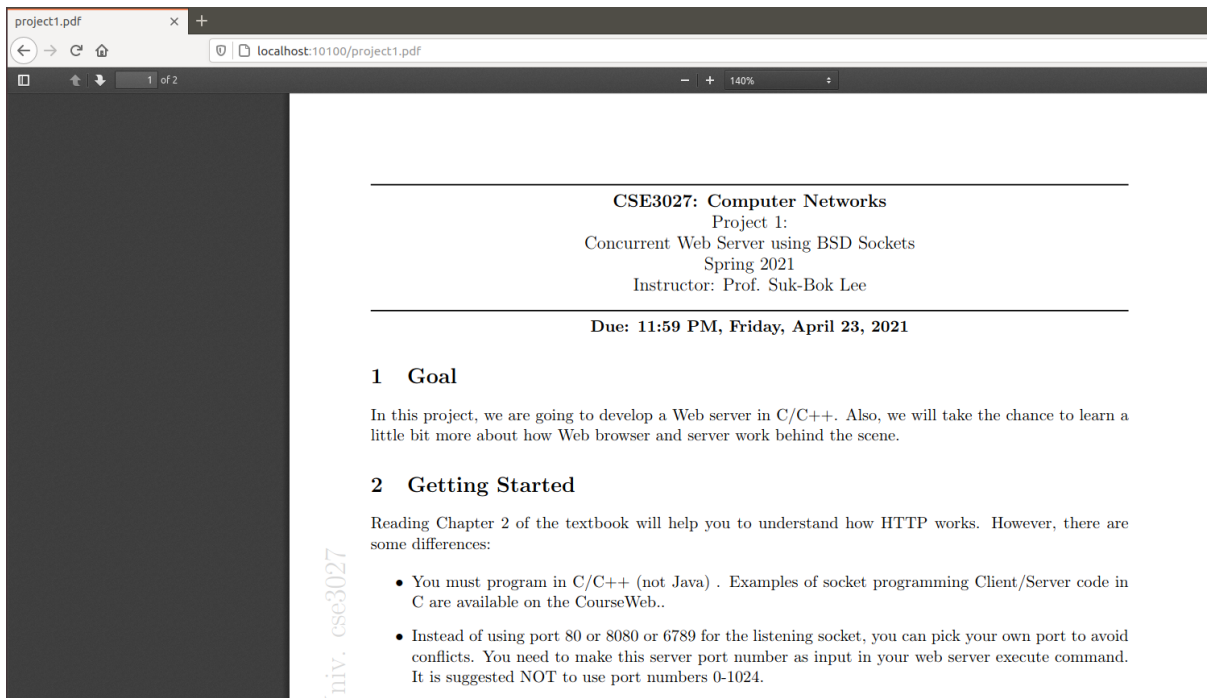 project1.pdf
localhost:10100/project1.pdf
1 of 2
140%
CSE3027: Computer Networks
Project 1:
Concurrent Web Server using BSD Sockets
Spring 2021
Instructor: Prof. Suk-Bok Lee
Due: 11:59 PM, Friday, April 23, 2021
1 Goal
In this project, we are going to develop a Web server in C/C++. Also, we will take the chance to learn a
little bit more about how Web browser and server work behind the scene.
2 Getting Started
Reading Chapter 2 of the textbook will help you to understand how HTTP works. However, there are
some differences:
• You must program in C/C++ (not Java) . Examples of socket programming Client/Server code in
C are available on the CourseWeb..
• Instead of using port 80 or 8080 or 6789 for the listening socket, you can pick your own port to avoid
conflicts. You need to make this server port number as input in your web server execute command.
It is suggested NOT to use port numbers 0-1024.
niv. cse3027